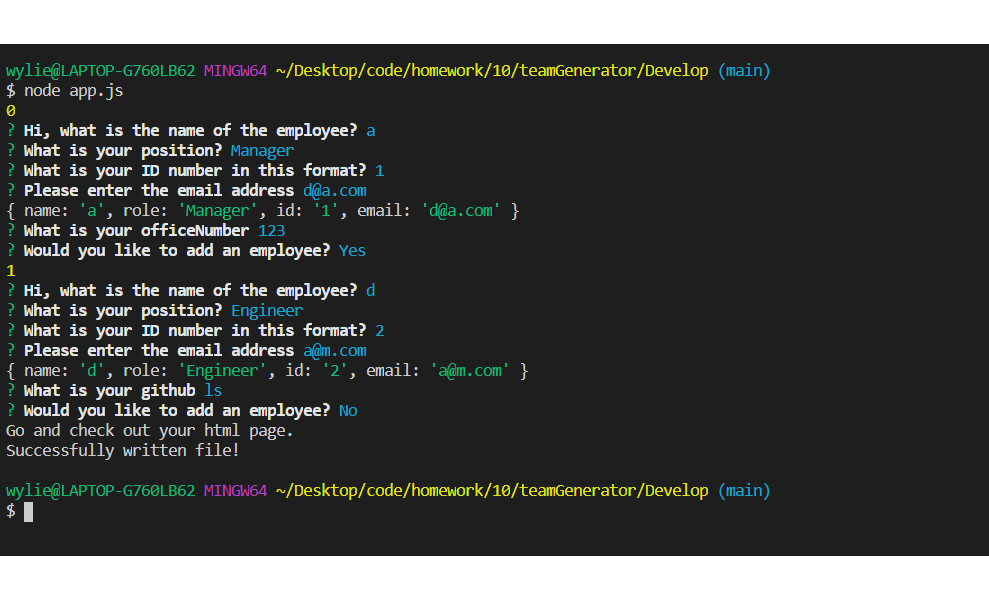 wylie@LAPTOP-G760LB62 MINGW64 ~/Desktop/code/homework/10/teamGenerator/Develop (main)
$ node app.js
0
? Hi, what is the name of the employee? a
? What is your position? Manager
? What is your ID number in this format? 1
? Please enter the email address d@a.com
{ name: 'a', role: 'Manager', id: '1', email: 'd@a.com' }
? What is your officeNumber 123
? Would you like to add an employee? Yes
1
? Hi, what is the name of the employee? d
? What is your position? Engineer
? What is your ID number in this format? 2
? Please enter the email address a@m.com
{ name: 'd', role: 'Engineer', id: '2', email: 'a@m.com' }
? What is your github ls
? Would you like to add an employee? No
Go and check out your html page.
Successfully written file!
wylie@LAPTOP-G760LB62 MINGW64 ~/Desktop/code/homework/10/teamGenerator/Develop (main)
$